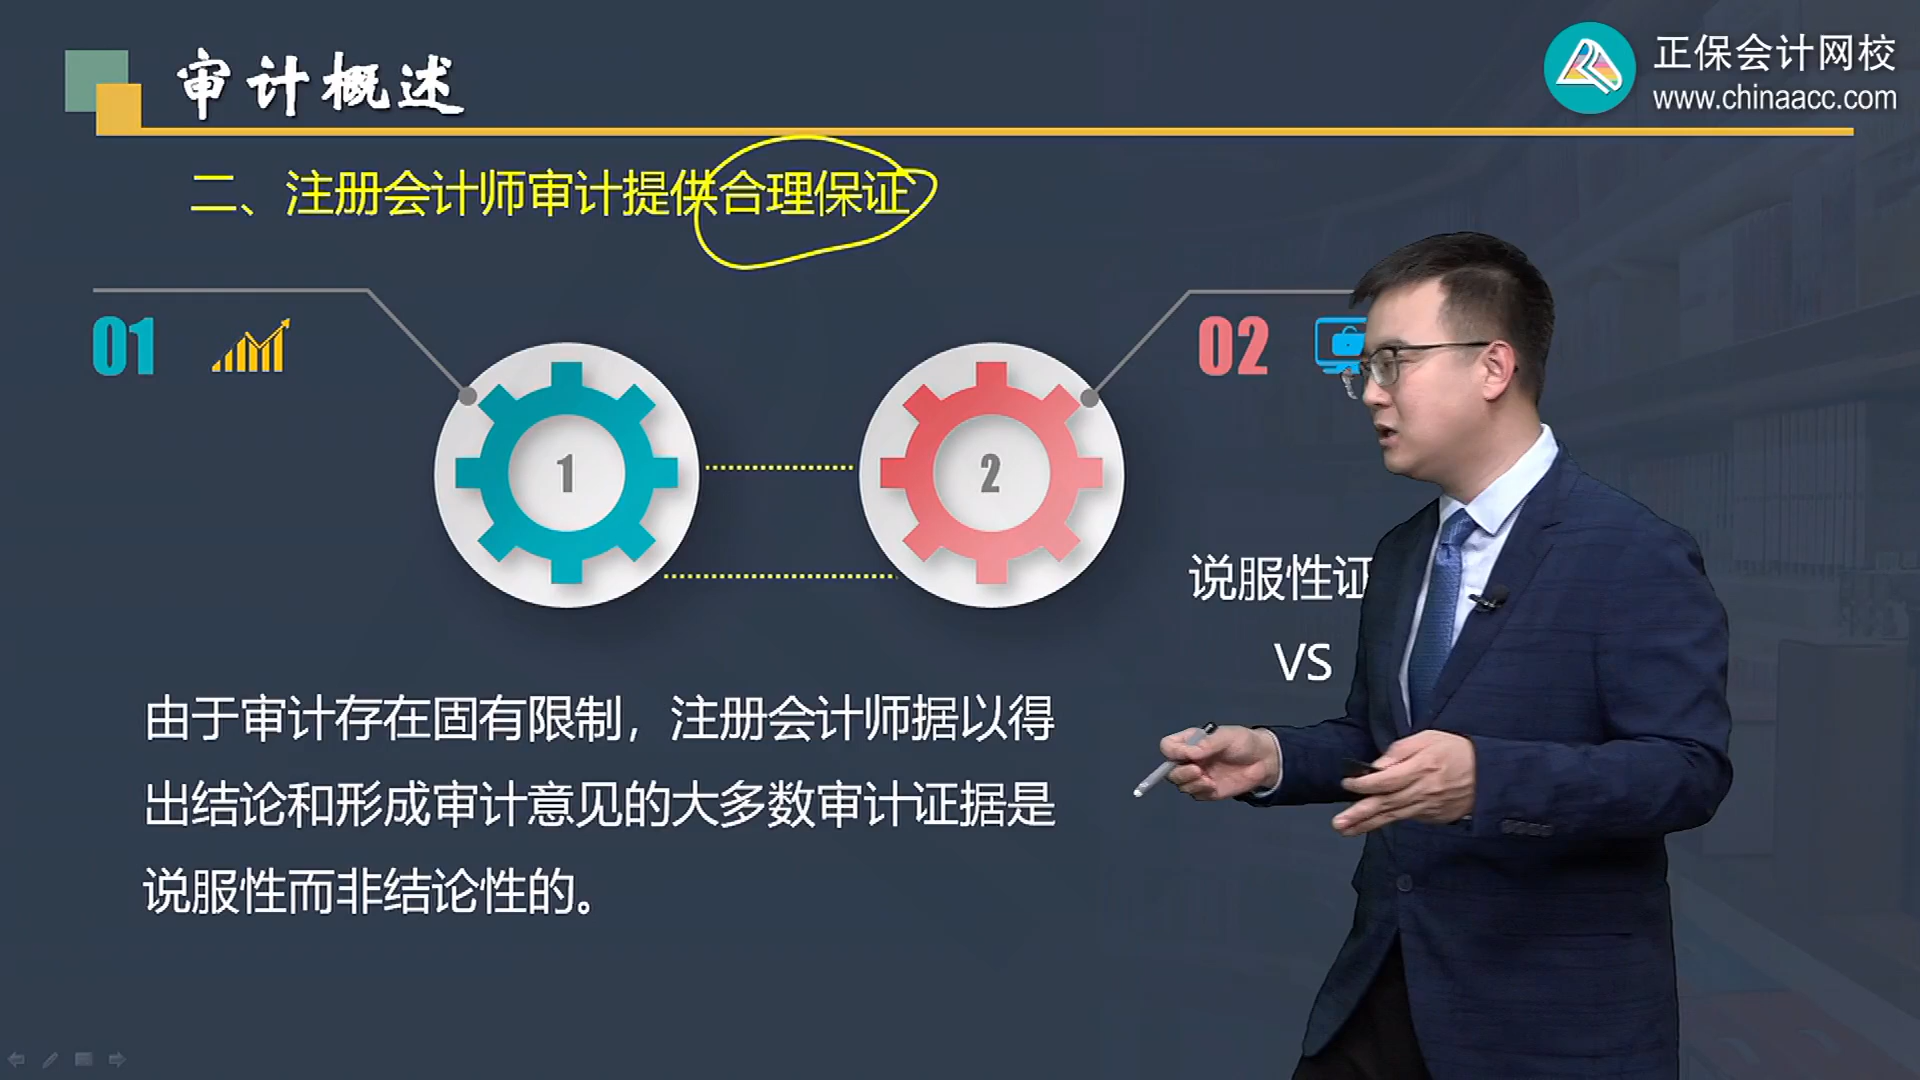 审计概述
正保会计网校
www.chinaacc.com
二、注册会计师审计提供合理保证
01
02
1
2
说服性证
VS
由于审计存在固有限制，注册会计师据以得
出结论和形成审计意见的大多数审计证据是
说服性而非结论性的。